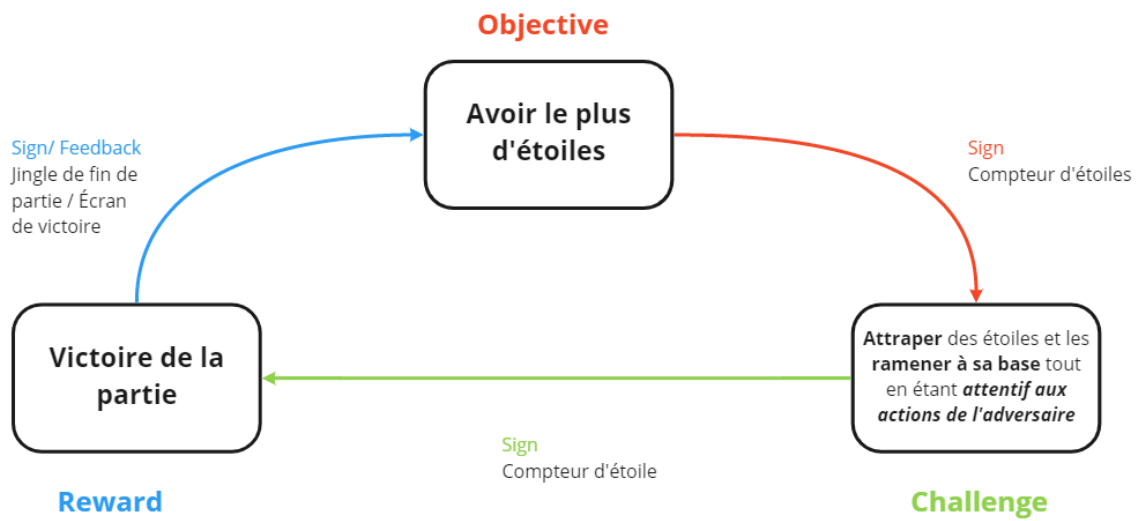 Objective
Avoir le plus
d'étoiles
Sign/ Feedback
Jingle de fin de
partie / Écran
de victoire
Sign
Compteur d'étoiles
Victoire de la
partie
Attraper des étoiles et les
ramener à sa base tout
en étant attentif aux
actions de l'adversaire
Sign
Compteur d'étoile
Reward
Challenge